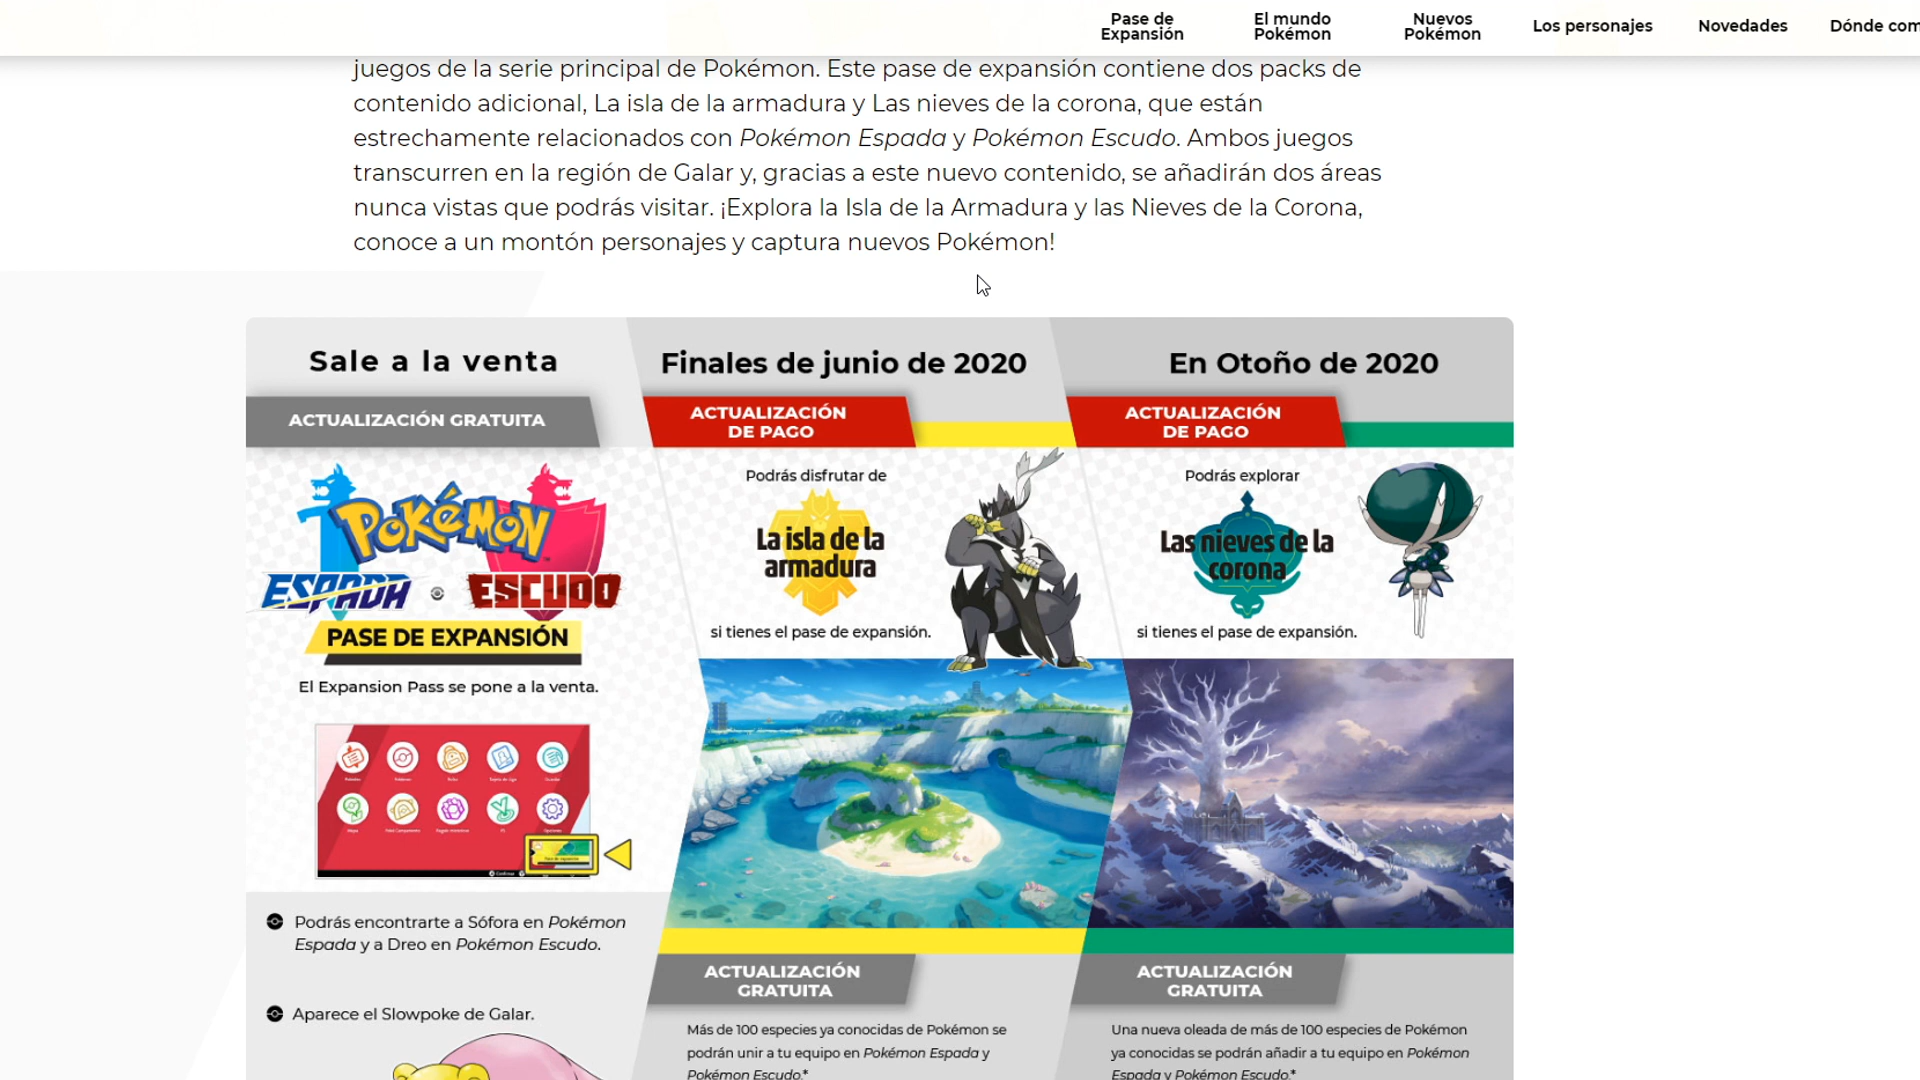 Pase de Expansión
El mundo Pokémon
Nuevos Pokémon
Los personajes
Novedades
Dónde com
juegos de la serie principal de Pokémon. Este pase de expansión contiene dos packs de
contenido adicional, La isla de la armadura y Las nieves de la corona, que están
estrechamente relacionados con Pokémon Espada y Pokémon Escudo. Ambos juegos
transcurren en la región de Galar y, gracias a este nuevo contenido, se añadirán dos áreas
nunca vistas que podrás visitar. ¡Explora la Isla de la Armadura y las Nieves de la Corona,
conoce a un montón personajes y captura nuevos Pokémon!
Sale a la venta
ACTUALIZACIÓN GRATUITA
POKÉMON
ESPADA
ESCUDO
PASE DE EXPANSIÓN
El Expansion Pass se pone a la venta.
Podrás encontrarte a Sófora en Pokémon
Espada y a Dreo en Pokémon Escudo.
Aparece el Slowpoke de Galar.
Finales de junio de 2020
ACTUALIZACIÓN
DE PAGO
Podrás disfrutar de
La isla de la
armadura
si tienes el pase de expansión.
ACTUALIZACIÓN
GRATUITA
Más de 100 especies ya conocidas de Pokémon se
podrán unir a tu equipo en Pokémon Espada y
Pokémon Escudo.*
En Otoño de 2020
ACTUALIZACIÓN
DE PAGO
Podrás explorar
Las nieves de la
corona
si tienes el pase de expansión.
ACTUALIZACIÓN
GRATUITA
Una nueva oleada de más de 100 especies de Pokémon
ya conocidas se podrán añadir a tu equipo en Pokémon
Espada y Pokémon Escudo.*